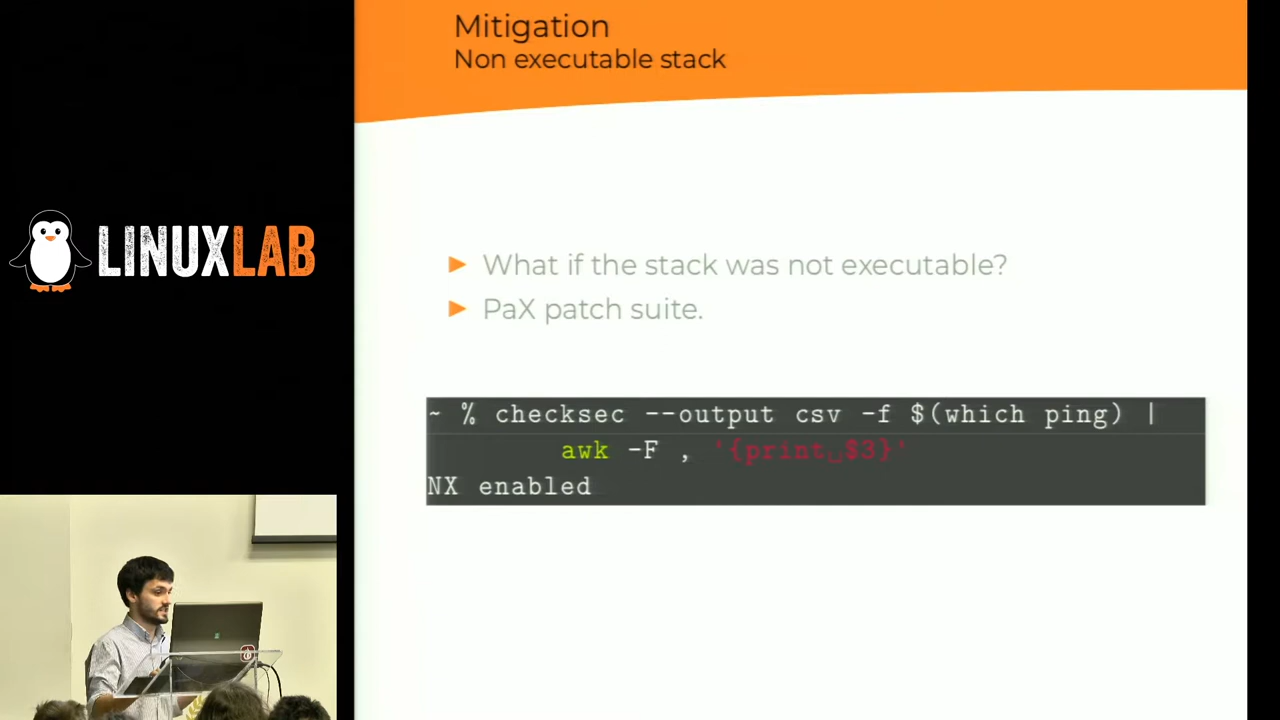 Mitigation
Non executable stack
LINUXLAB
What if the stack was not executable?
PaX patch suite.
~ % checksec --output csv -f $(which ping) |
awk -F , '{print␣$3}'
NX enabled